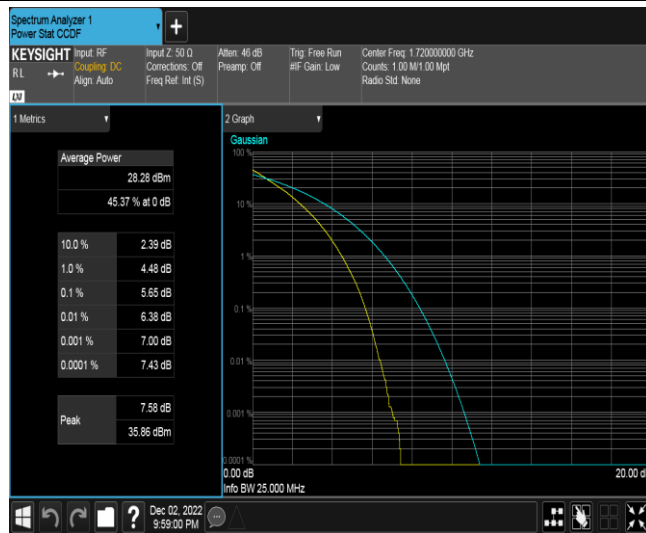 Spectrum Analyzer 1
Power Stat CCDF
+
KEYSIGHT
RL
LXI
Input: RF
Coupling: DC
Align: Auto
Input Z: 50 Ω
Corrections: Off
Freq Ref: Int (S)
Atten: 46 dB
Preamp: Off
Trig: Free Run
#IF Gain: Low
Center Freq: 1.720000000 GHz
Counts: 1.00 M/1.00 Mpt
Radio Std: None
1 Metrics
Average Power
28.28 dBm
45.37 % at 0 dB
10.0 % 2.39 dB
1.0 % 4.48 dB
0.1 % 5.65 dB
0.01 % 6.38 dB
0.001 % 7.00 dB
0.0001 % 7.43 dB
Peak
7.58 dB
35.86 dBm
2 Graph
Gaussian
100 %
10 %
1 %
0.1 %
0.01 %
0.001 %
0.0001 %
0.00 dB 20.00 d
Info BW 25.000 MHz
?
Dec 02, 2022
9:59:00 PM